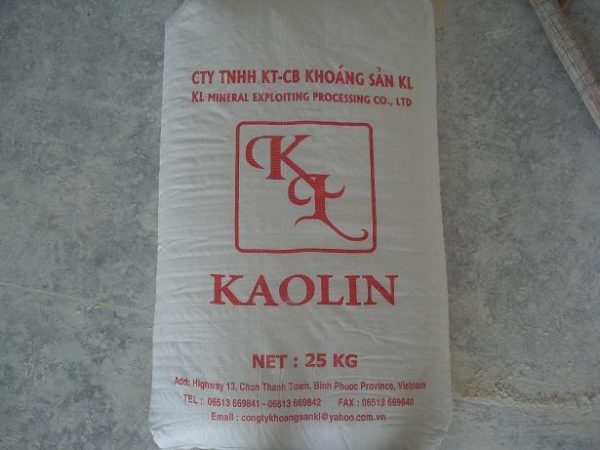 CTY TNHH KT-CB KHOÁNG SẢN KL
KL MINERAL EXPLOITING PROCESSING CO., LTD
KL
KAOLIN
NET : 25 KG
Add: Highway 13, Chon Thanh Town, Binh Phuoc Province, Vietnam
TEL : 06513 669841 - 06513 669842 FAX : 06513 669840
Email : congtykhoangsankl@yahoo.com.vn